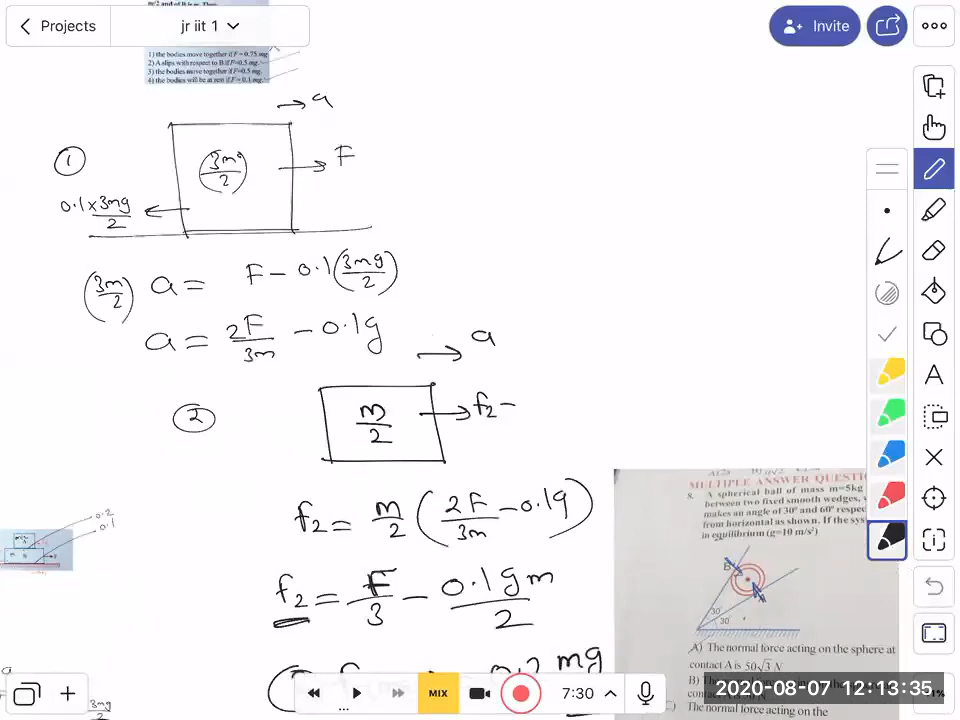 m/2 and of B is m. Then
Projects
jr iit 1
Invite
1) the bodies move together if F = 0.75 mg
2) A slips with respect to B if F=0.5 mg.
3) the bodies move together if F=0.5 mg.
4) the bodies will be at rest if F=0.1 mg.
→ a
1
3m/2
→ F
0.1 × 3mg/2
(3m/2) a = F − 0.1(3mg/2)
a = 2F/3m − 0.1g
→ a
2
m/2
→ f2 −
f2 = m/2 (2F/3m − 0.1g)
f2 = F/3 − 0.1gm/2
mg
0.2
0.1
a
3mg/2
MIX
7:30
MULTIPLE ANSWER QUESTI
8. A spherical ball of mass m=5kg
between two fixed smooth wedges,
makes an angle of 30° and 60° respec
from horizontal as shown. If the sys
in equilibrium (g=10 m/s²)
B
30°
30°
A) The normal force acting on the sphere at
contact A is 50√3 N
B)
The normal force acting on the
2020-08-07 12:13:35